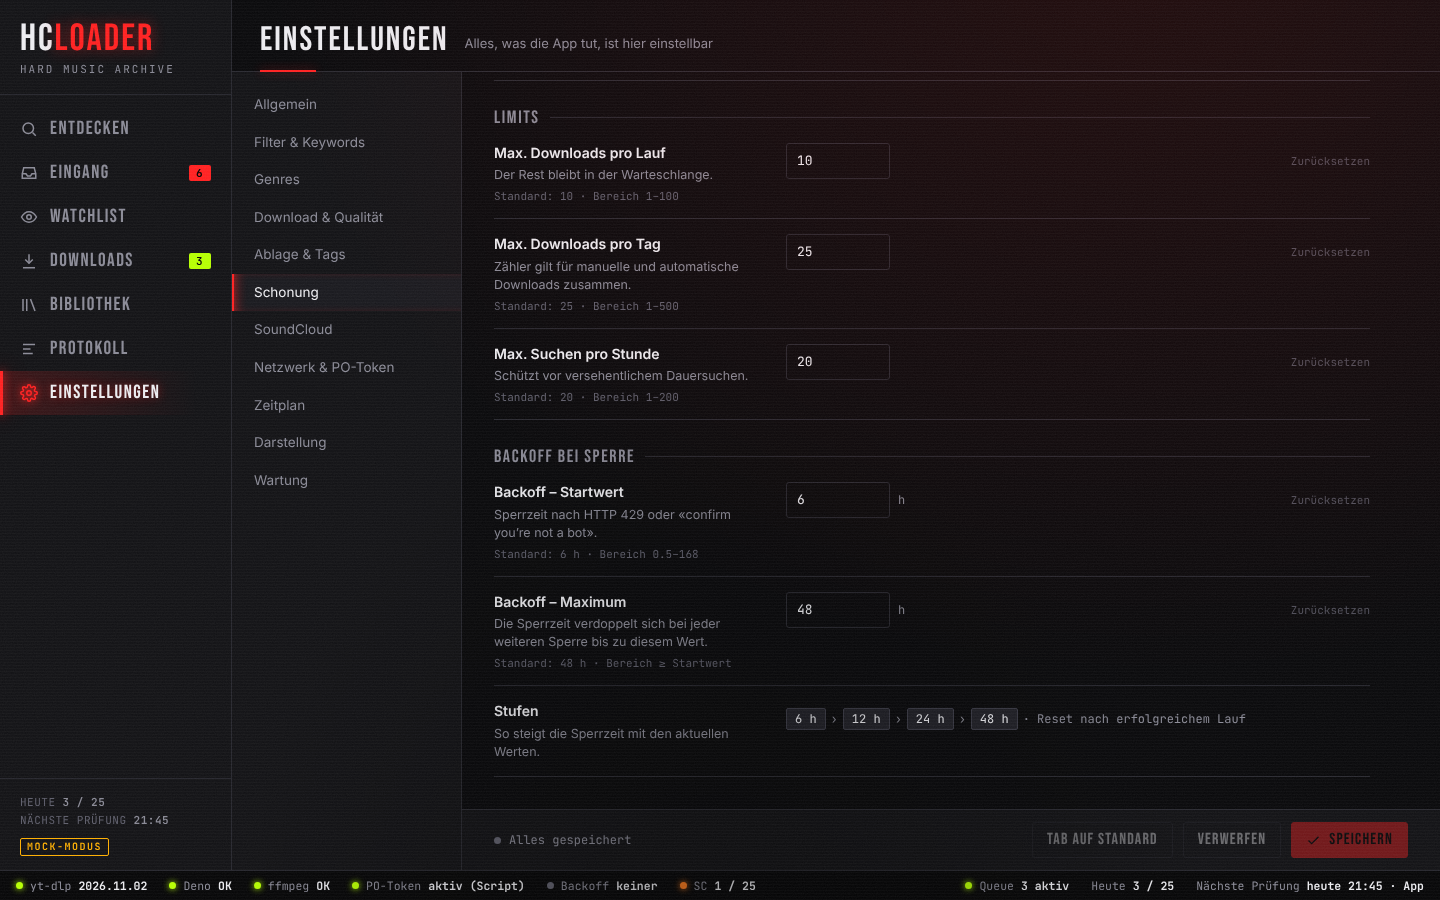 HCLOADER
HARD MUSIC ARCHIVE
ENTDECKEN
EINGANG 6
WATCHLIST
DOWNLOADS 3
BIBLIOTHEK
PROTOKOLL
EINSTELLUNGEN
HEUTE 3 / 25
NÄCHSTE PRÜFUNG 21:45
MOCK-MODUS
EINSTELLUNGEN Alles, was die App tut, ist hier einstellbar
Allgemein
Filter & Keywords
Genres
Download & Qualität
Ablage & Tags
Schonung
SoundCloud
Netzwerk & PO-Token
Zeitplan
Darstellung
Wartung
LIMITS
Max. Downloads pro Lauf
Der Rest bleibt in der Warteschlange.
Standard: 10 · Bereich 1–100
10
Zurücksetzen
Max. Downloads pro Tag
Zähler gilt für manuelle und automatische
Downloads zusammen.
Standard: 25 · Bereich 1–500
25
Zurücksetzen
Max. Suchen pro Stunde
Schützt vor versehentlichem Dauersuchen.
Standard: 20 · Bereich 1–200
20
Zurücksetzen
BACKOFF BEI SPERRE
Backoff – Startwert
Sperrzeit nach HTTP 429 oder «confirm
you're not a bot».
Standard: 6 h · Bereich 0.5–168
6 h
Zurücksetzen
Backoff – Maximum
Die Sperrzeit verdoppelt sich bei jeder
weiteren Sperre bis zu diesem Wert.
Standard: 48 h · Bereich ≥ Startwert
48 h
Zurücksetzen
Stufen
So steigt die Sperrzeit mit den aktuellen
Werten.
6 h › 12 h › 24 h › 48 h · Reset nach erfolgreichem Lauf
Alles gespeichert
TAB AUF STANDARD
VERWERFEN
SPEICHERN
yt-dlp 2026.11.02 Deno OK ffmpeg OK PO-Token aktiv (Script) Backoff keiner SC 1 / 25 Queue 3 aktiv Heute 3 / 25 Nächste Prüfung heute 21:45 · App